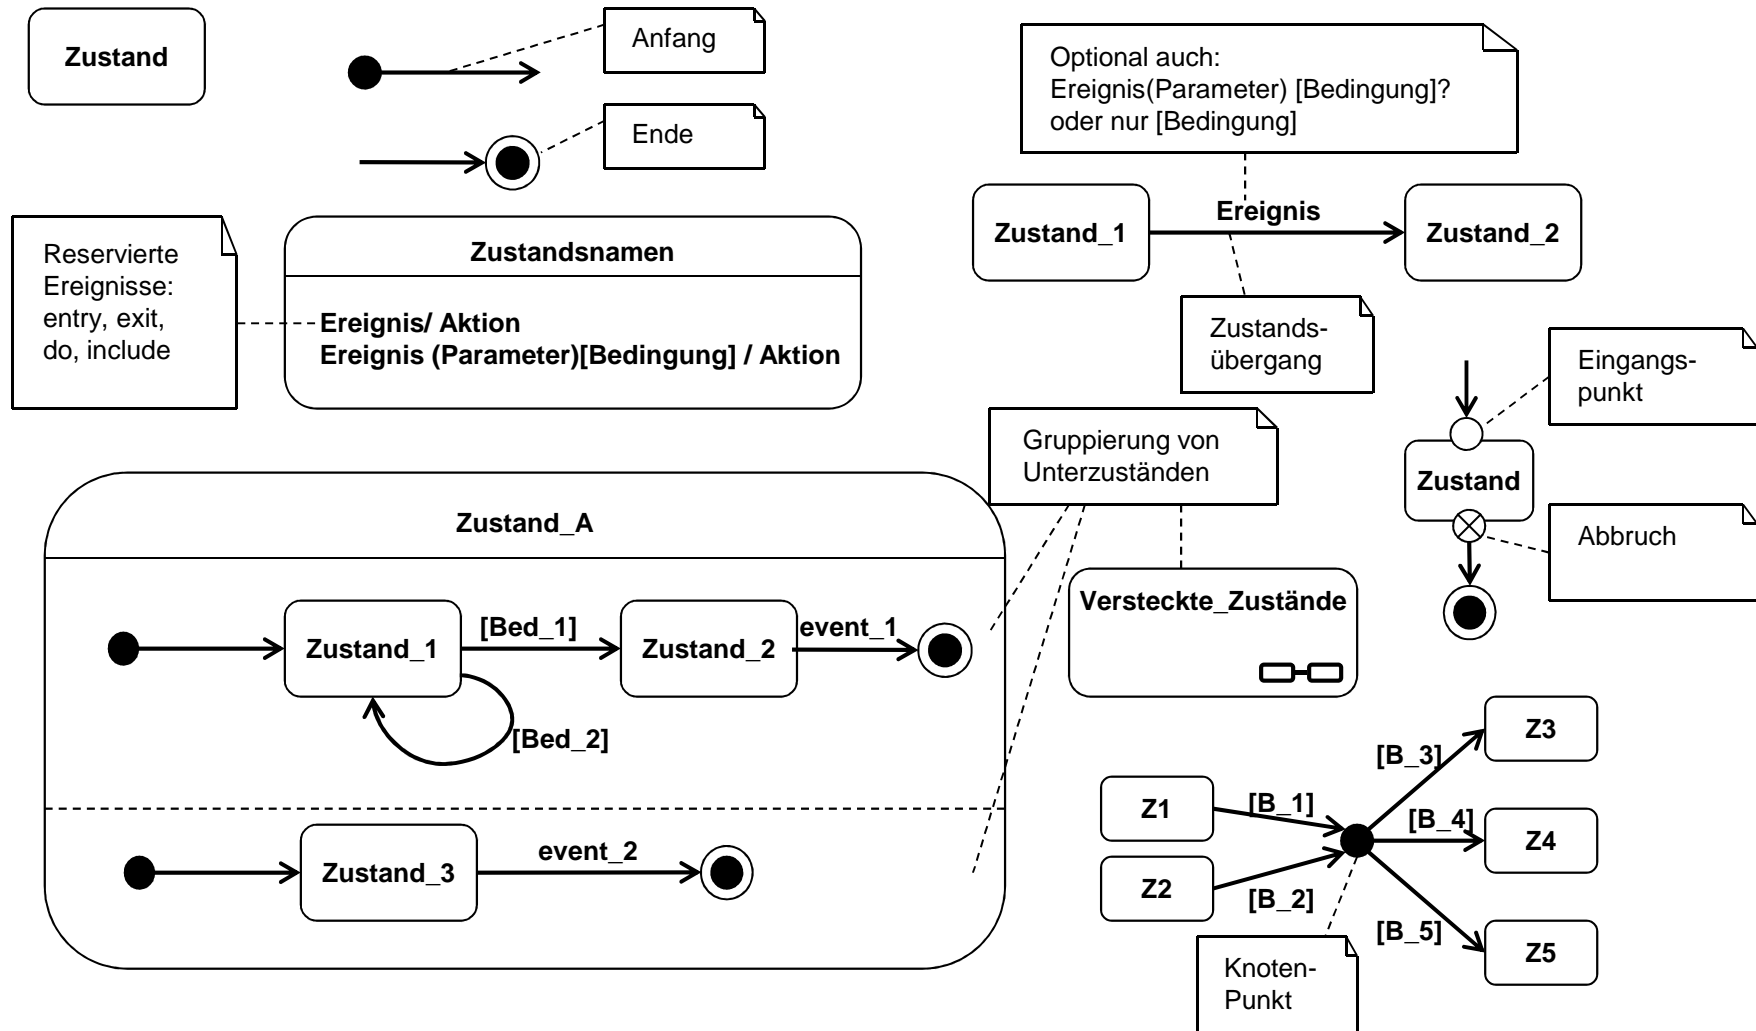 Zustand
Anfang
Ende
Optional auch:
Ereignis(Parameter) [Bedingung]?
oder nur [Bedingung]
Zustand_1
Ereignis
Zustand_2
Zustands-
übergang
Reservierte
Ereignisse:
entry, exit,
do, include
Zustandsnamen
Ereignis/ Aktion
Ereignis (Parameter)[Bedingung] / Aktion
Eingangs-
punkt
Zustand
Abbruch
Gruppierung von
Unterzuständen
Zustand_A
Zustand_1
[Bed_1]
Zustand_2
event_1
[Bed_2]
Zustand_3
event_2
Versteckte_Zustände
Z1
[B_1]
Z2
[B_2]
[B_3]
Z3
[B_4]
Z4
[B_5]
Z5
Knoten-
Punkt